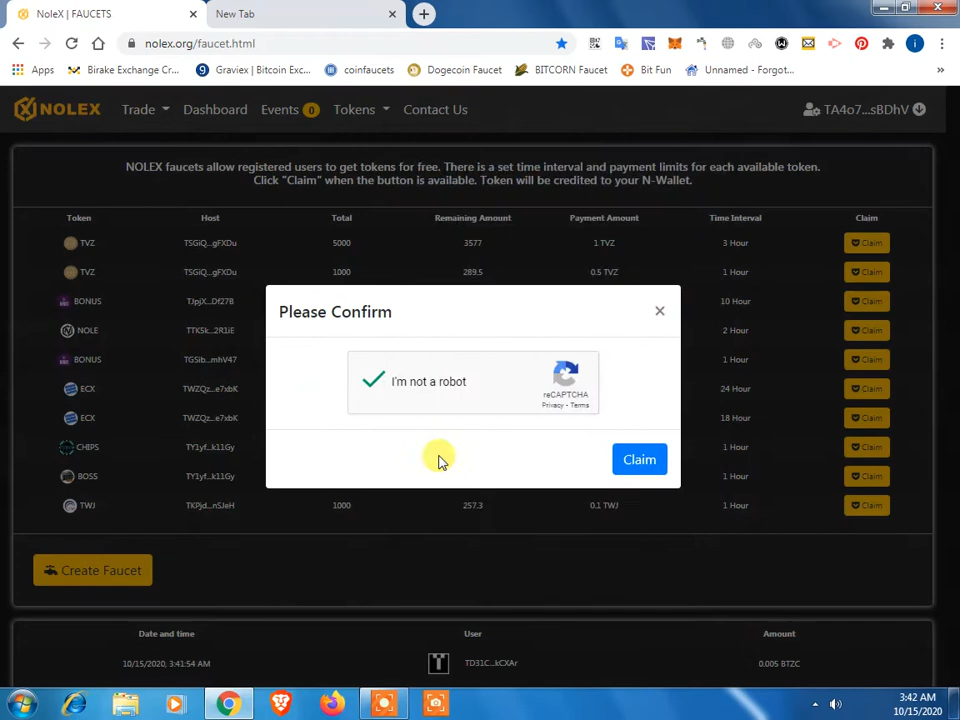 NoleX | FAUCETS
New Tab
nolex.org/faucet.html
Apps
Birake Exchange Cr...
Graviex | Bitcoin Exc...
coinfaucets
Dogecoin Faucet
BITCORN Faucet
Bit Fun
Unnamed - Forgot...
»
NOLEX
Trade
Dashboard
Events 0
Tokens
Contact Us
TA4o7...sBDhV
NOLEX faucets allow registered users to get tokens for free. There is a set time interval and payment limits for each available token.
Click "Claim" when the button is available. Token will be credited to your N-Wallet.
Token Host Total Remaining Amount Payment Amount Time Interval Claim
TVZ TSGiQ...gFXDu 5000 3577 1 TVZ 3 Hour Claim
TVZ TSGiQ...gFXDu 1000 289.5 0.5 TVZ 1 Hour Claim
BONUS TJpjX...Df27B 10 Hour Claim
NOLE TTK5k...2R1iE 2 Hour Claim
BONUS TGSib...mhV47 1 Hour Claim
ECX TWZQz...e7xbK 24 Hour Claim
ECX TWZQz...e7xbK 18 Hour Claim
CHIPS TY1yf...k11Gy 1 Hour Claim
BOSS TY1yf...k11Gy 1 Hour Claim
TWJ TKPjd...nSJeH 1000 257.3 0.1 TWJ 1 Hour Claim
Please Confirm
×
I'm not a robot
reCAPTCHA
Privacy - Terms
Claim
Create Faucet
Date and time User Amount
10/15/2020, 3:41:54 AM TD31C...kCXAr 0.005 BTZC
3:42 AM
10/15/2020